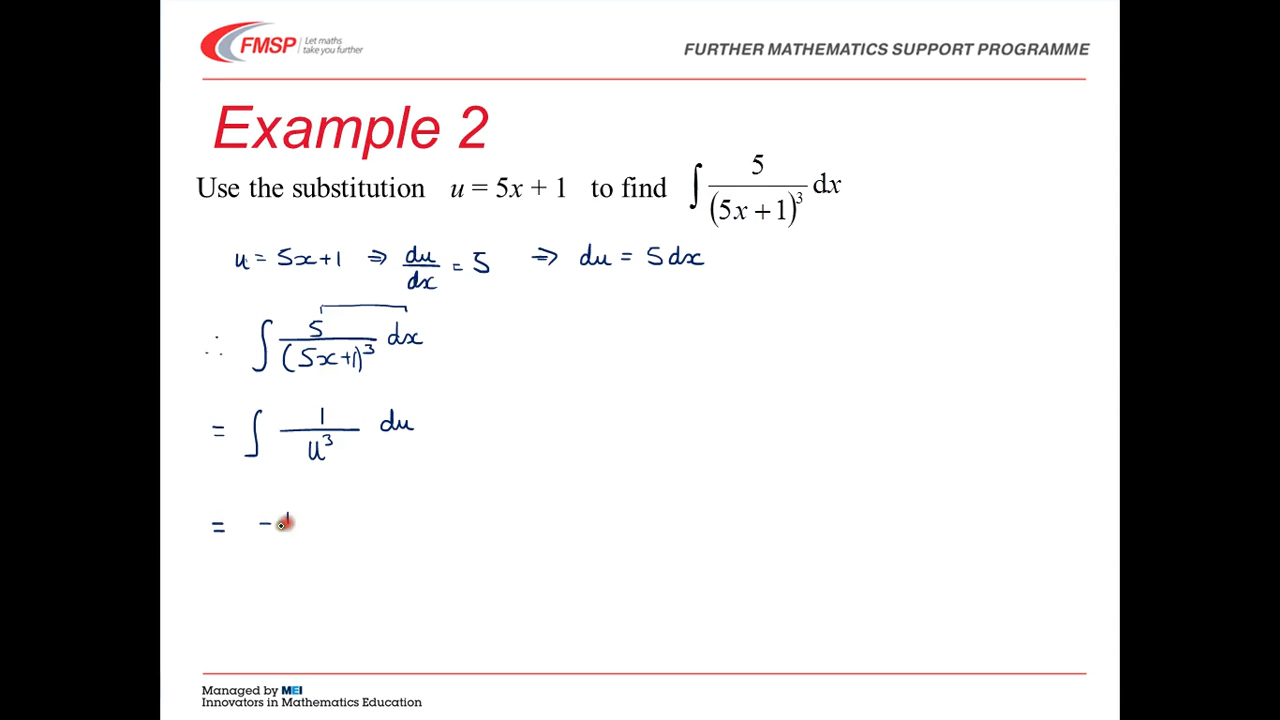 FMSP Let maths take you further
FURTHER MATHEMATICS SUPPORT PROGRAMME
Example 2
Use the substitution u = 5x + 1 to find ∫ 5/(5x + 1)³ dx
u = 5x+1 ⇒ du/dx = 5 ⇒ du = 5dx
∴ ∫ 5/(5x+1)³ dx
= ∫ 1/u³ du
= -1
Managed by MEI
Innovators in Mathematics Education